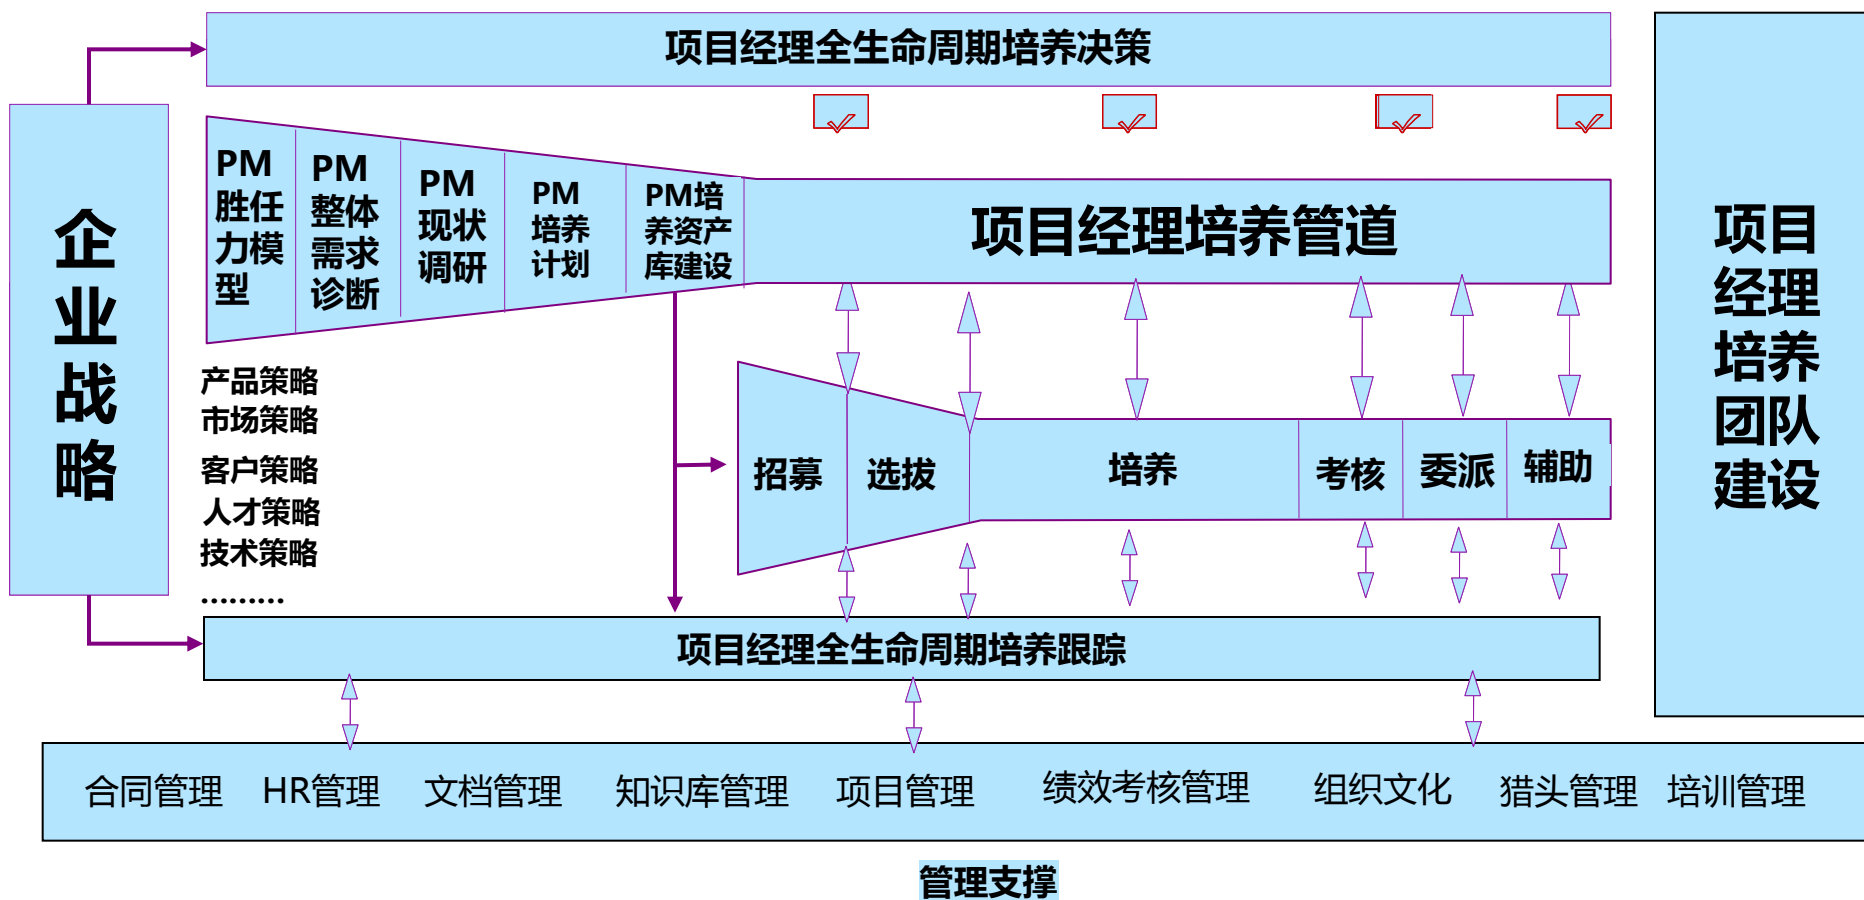 项目经理全生命周期培养决策
企
业
战
略
PM
胜任
力模
型
PM
整体
需求
诊断
PM
现状
调研
PM
培养
计划
PM培
养资产
库建设
项目经理培养管道
产品策略
市场策略
客户策略
人才策略
技术策略
………
招募
选拔
培养
考核
委派
辅助
项目经理全生命周期培养跟踪
项目
经理
培养
团队
建设
合同管理
HR管理
文档管理
知识库管理
项目管理
绩效考核管理
组织文化
猎头管理
培训管理
管理支撑